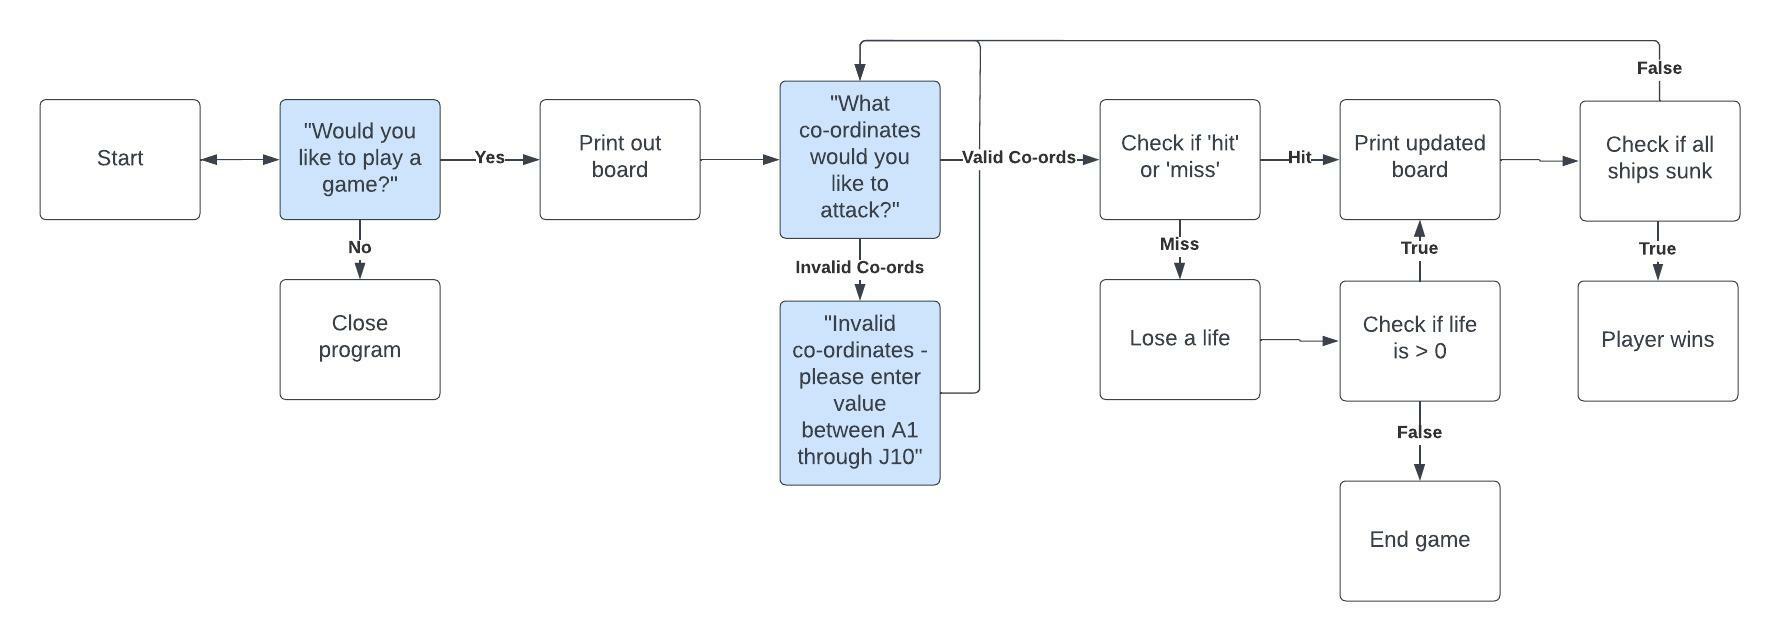 Start
"Would you
like to play a
game?"
Yes
No
Close
program
Print out
board
"What
co-ordinates
would you
like to
attack?"
Invalid Co-ords
"Invalid
co-ordinates -
please enter
value
between A1
through J10"
Valid Co-ords
Check if 'hit'
or 'miss'
Hit
Miss
Lose a life
Print updated
board
True
Check if life
is > 0
False
End game
False
Check if all
ships sunk
True
Player wins